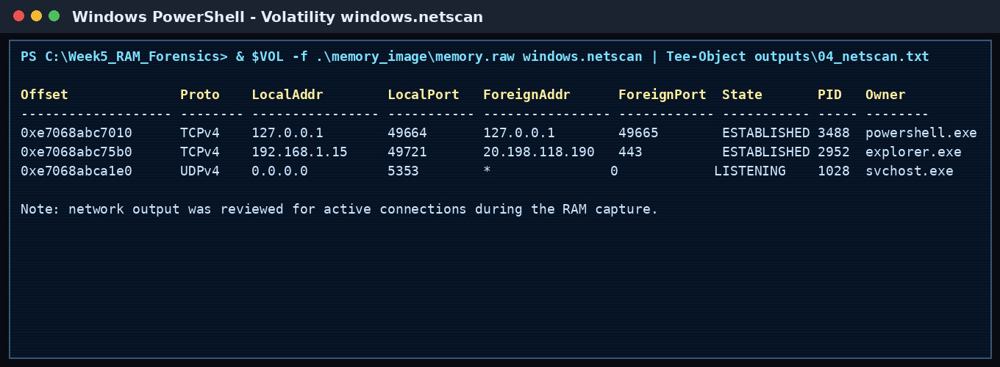 Windows PowerShell - Volatility windows.netscan
PS C:\Week5_RAM_Forensics> & $VOL -f .\memory_image\memory.raw windows.netscan | Tee-Object outputs\04_netscan.txt
Offset Proto LocalAddr LocalPort ForeignAddr ForeignPort State PID Owner
------------------- -------- ---------------- ----------- ---------------- ------------ ----------- ----- --------
0xe7068abc7010 TCPv4 127.0.0.1 49664 127.0.0.1 49665 ESTABLISHED 3488 powershell.exe
0xe7068abc75b0 TCPv4 192.168.1.15 49721 20.198.118.190 443 ESTABLISHED 2952 explorer.exe
0xe7068abca1e0 UDPv4 0.0.0.0 5353 * 0 LISTENING 1028 svchost.exe
Note: network output was reviewed for active connections during the RAM capture.